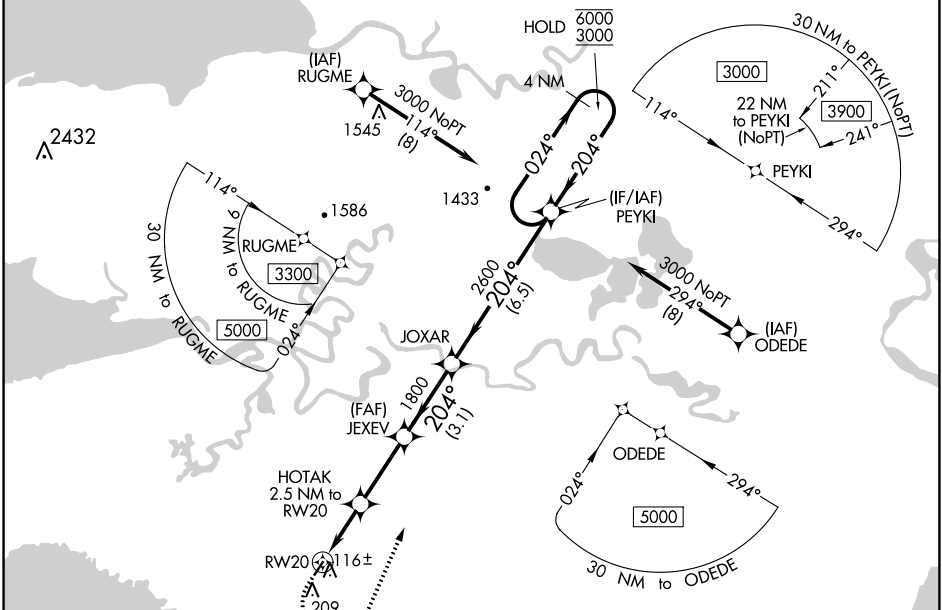 HOLD 6000
3000
4 NM
(IAF)
RUGME
3000 NoPT
114°
(8)
1545
2432
1433
024°
204°
(IF/IAF)
PEYKI
30 NM to PEYKI (NoPT)
3000
211°
3900
22 NM
to PEYKI
(NoPT)
241°
114°
PEYKI
294°
114°
1586
RUGME
9 NM to RUGME
3300
30 NM to RUGME
5000
024°
2600
204°
(6.5)
3000 NoPT
294°
(8)
(IAF)
ODEDE
JOXAR
1800
204°
(3.1)
(FAF)
JEXEV
HOTAK
2.5 NM to
RW20
RW20
116±
209
ODEDE
024°
294°
5000
30 NM to ODEDE